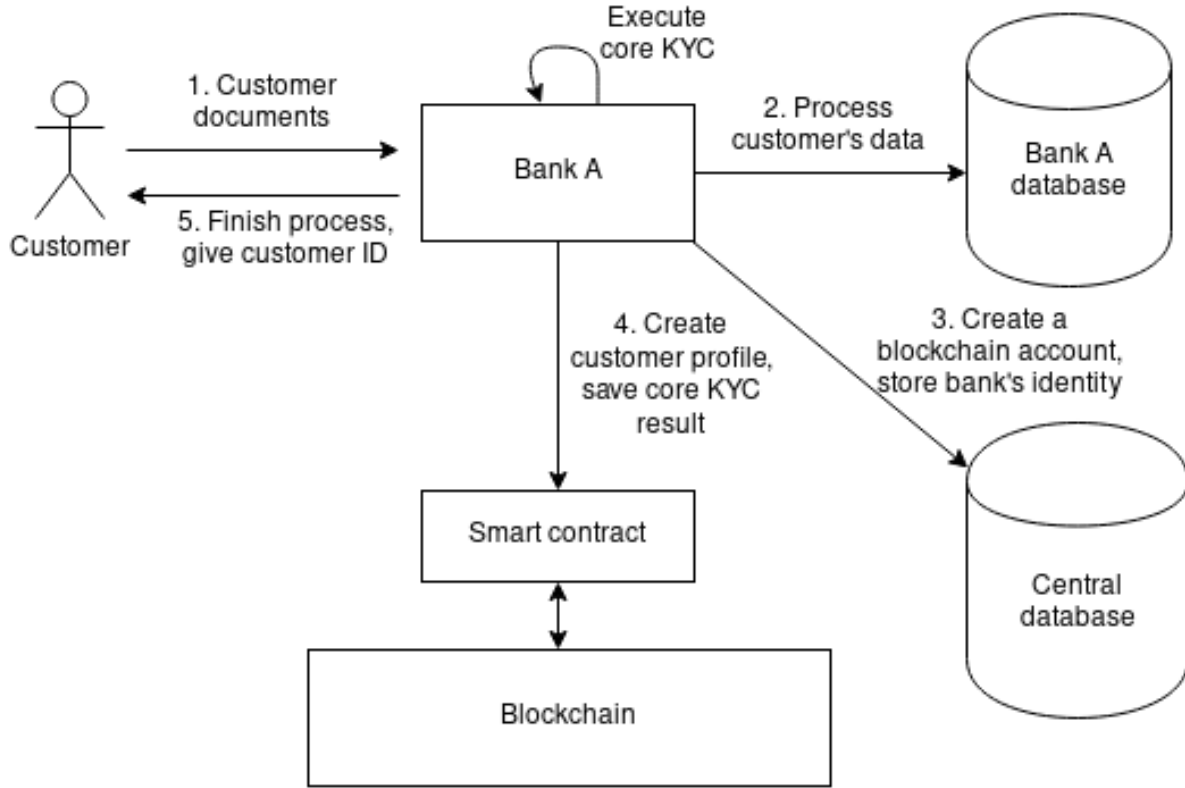 Execute
core KYC
1. Customer
documents
2. Process
customer's data
Bank A
Bank A
database
5. Finish process,
give customer ID
Customer
4. Create
customer profile,
save core KYC
result
3. Create a
blockchain account,
store bank's identity
Smart contract
Central
database
Blockchain